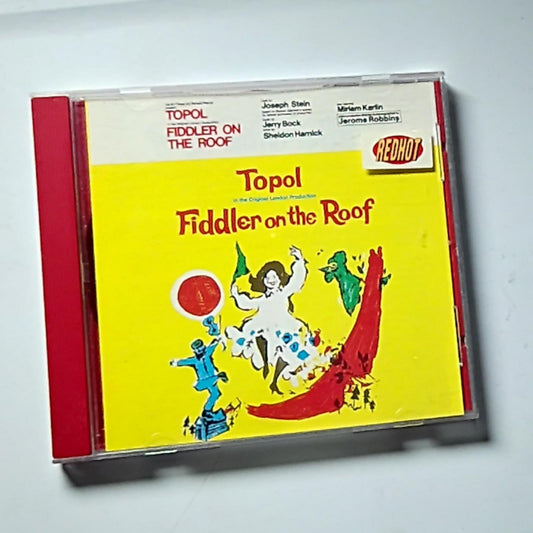 TOPOL
FIDDLER ON
THE ROOF
Joseph Stein
Jerry Bock
Sheldon Harnick
Miriam Karlin
Jerome Robbins
REDHOT
Topol
in the Original London Production
Fiddler on the Roof